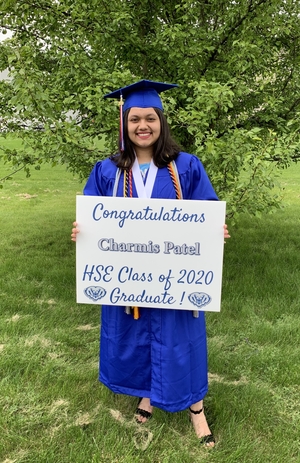 Congratulations
Charmis Patel
HSE Class of 2020
Graduate !